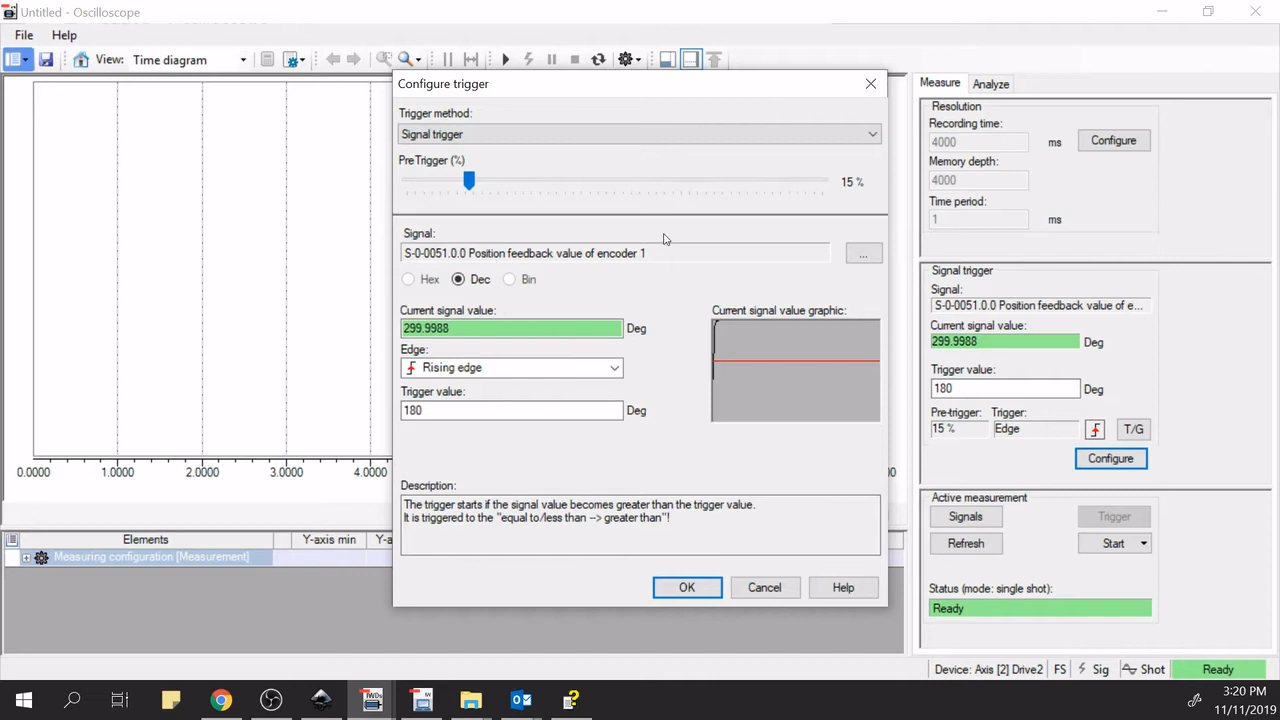 Untitled - Oscilloscope
File Help
View: Time diagram
Configure trigger
Trigger method:
Signal trigger
PreTrigger (%)
15 %
Signal:
S-0-0051.0.0 Position feedback value of encoder 1
...
Hex Dec Bin
Current signal value:
299.9988 Deg
Current signal value graphic:
Edge:
Rising edge
Trigger value:
180 Deg
Description:
The trigger starts if the signal value becomes greater than the trigger value.
It is triggered to the "equal to/less than --> greater than"!
OK Cancel Help
0.0000 1.0000 2.0000 3.0000 4.0000
Elements Y-axis min
Measuring configuration [Measurement]
Measure Analyze
Resolution
Recording time:
4000 ms Configure
Memory depth:
4000
Time period:
1 ms
Signal trigger
Signal:
S-0-0051.0.0 Position feedback value of e...
Current signal value:
299.9988 Deg
Trigger value:
180 Deg
Pre-trigger: Trigger:
15 % Edge T/G
Configure
Active measurement
Signals Trigger
Refresh Start
Status (mode: single shot):
Ready
Device: Axis [2] Drive2 FS Sig Shot Ready
3:20 PM
11/11/2019